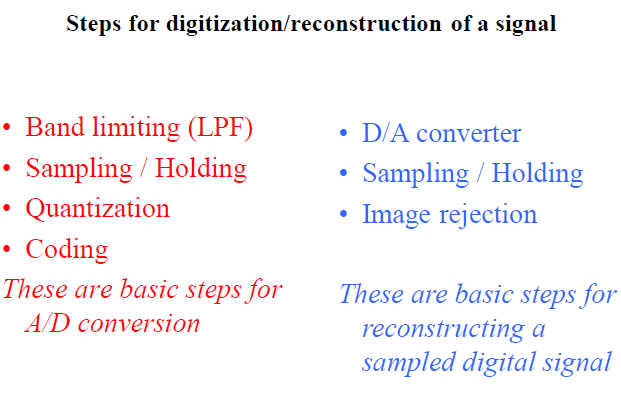 Steps for digitization/reconstruction of a signal
• Band limiting (LPF)
• Sampling / Holding
• Quantization
• Coding
These are basic steps for
A/D conversion
• D/A converter
• Sampling / Holding
• Image rejection
These are basic steps for
reconstructing a
sampled digital signal